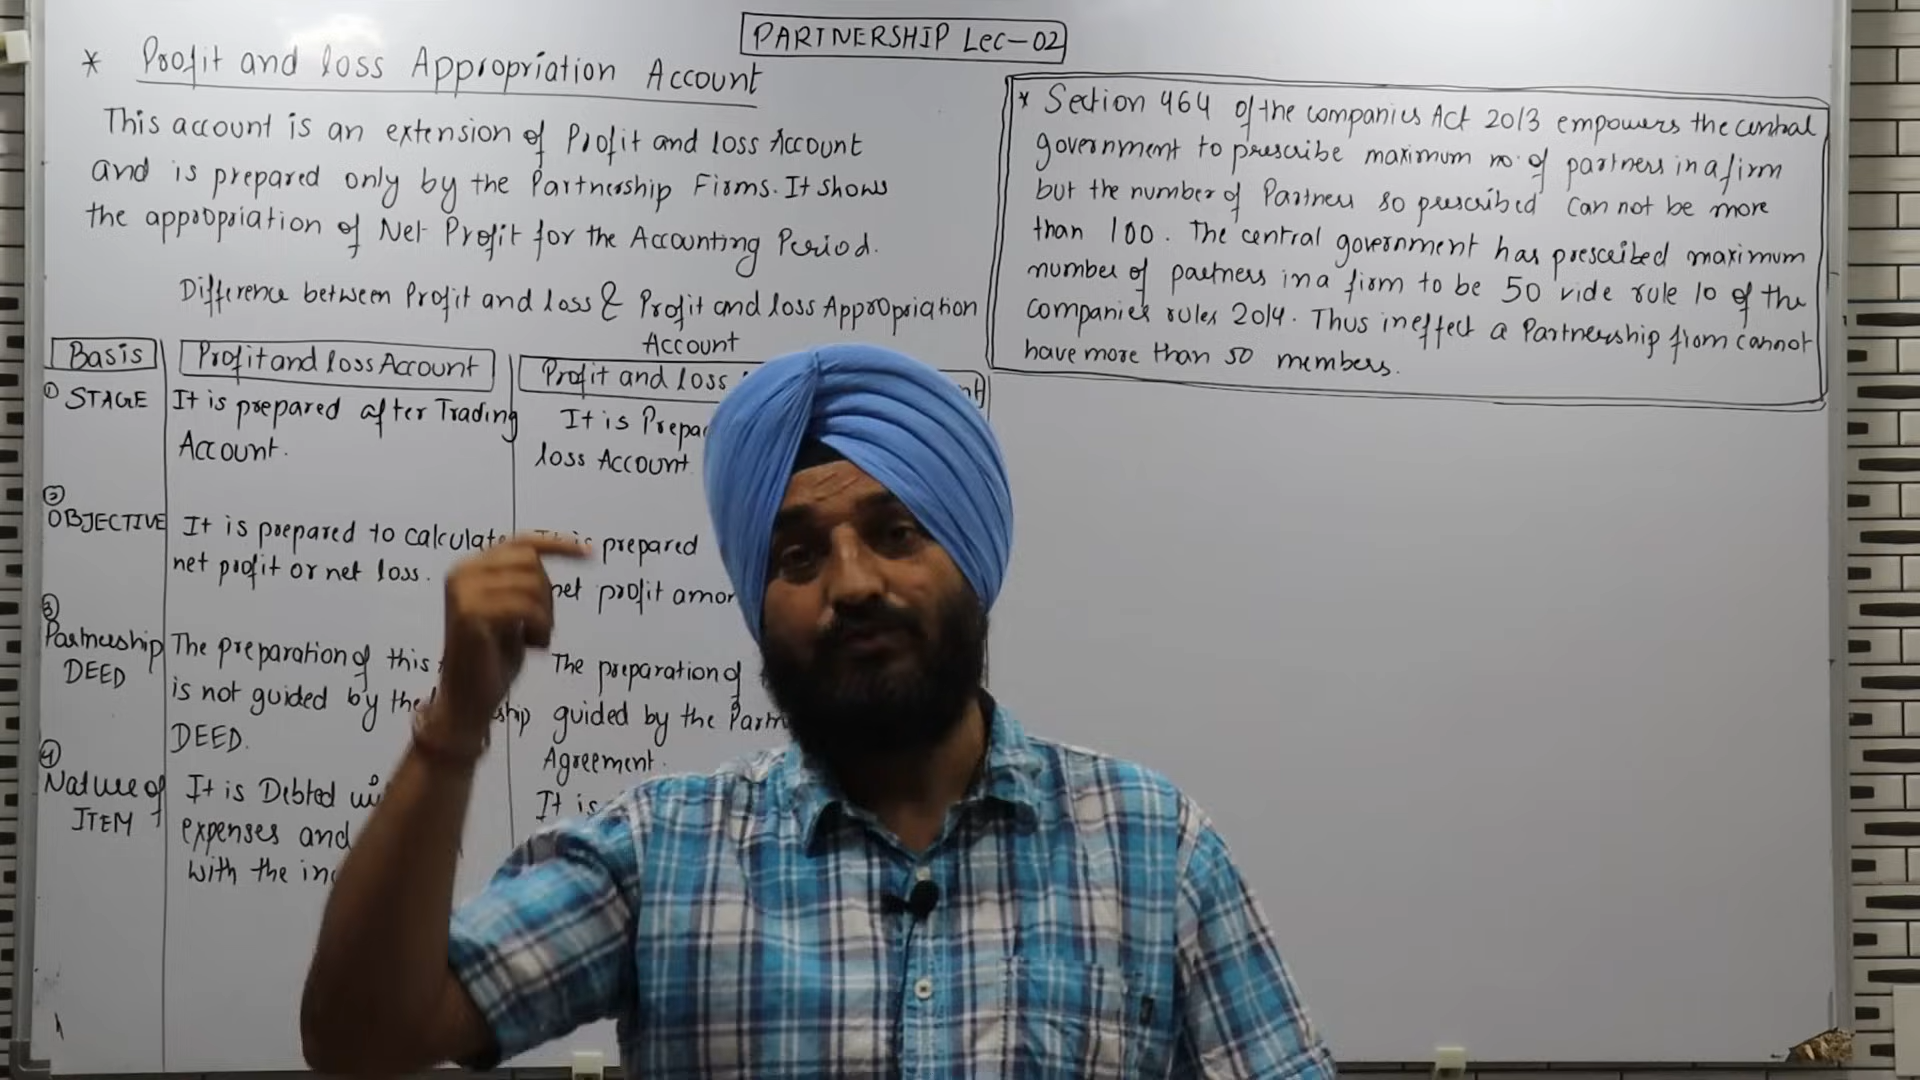 PARTNERSHIP Lec-02
* Profit and loss Appropriation Account
This account is an extension of Profit and loss Account
and is prepared only by the Partnership Firms. It shows
the appropriation of Net Profit for the Accounting Period.
Difference between Profit and loss & Profit and loss Appropriation
Account
Basis
Profit and loss Account
Profit and loss
① STAGE
It is prepared after Trading
Account.
It is
loss Account
② OBJECTIVE
It is prepared to calculate
net profit or net loss.
prepared
net profit
③ Partnership
DEED
The preparation of this
is not guided by the
DEED.
The preparation of
guided by the
Agreement.
④ Nature of
ITEM
It is Debted
expenses and
with the
It is
* Section 464 of the companies Act 2013 empowers the central
government to prescribe maximum no. of partners in a firm
but the number of Partners so prescribed can not be more
than 100. The central government has prescribed maximum
number of partners in a firm to be 50 vide rule 10 of the
companies rules 2014. Thus in effect a Partnership from cannot
have more than 50 members.